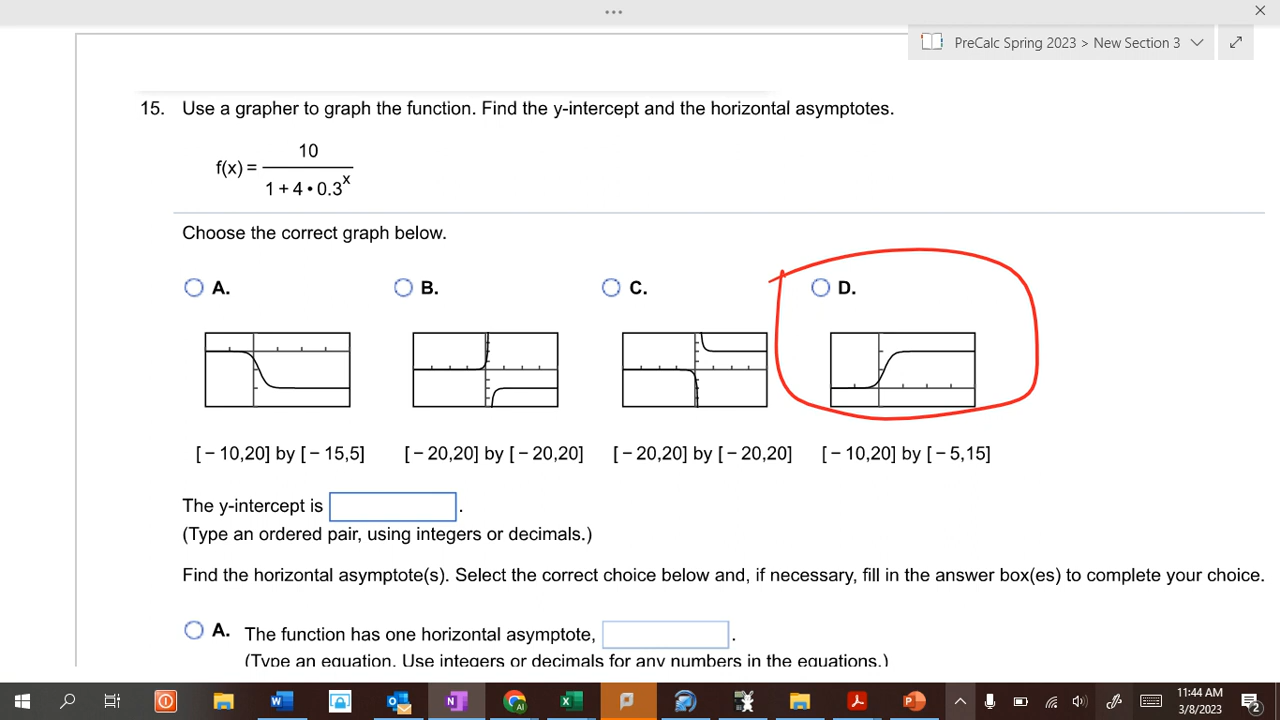 PreCalc Spring 2023 > New Section 3
15. Use a grapher to graph the function. Find the y-intercept and the horizontal asymptotes.
10
f(x) =
1 + 4 • 0.3^x
Choose the correct graph below.
A. B. C. D.
[ − 10,20] by [ − 15,5] [ − 20,20] by [ − 20,20] [ − 20,20] by [ − 20,20] [ − 10,20] by [ − 5,15]
The y-intercept is .
(Type an ordered pair, using integers or decimals.)
Find the horizontal asymptote(s). Select the correct choice below and, if necessary, fill in the answer box(es) to complete your choice.
A. The function has one horizontal asymptote, .
(Type an equation. Use integers or decimals for any numbers in the equations.)
11:44 AM
3/8/2023